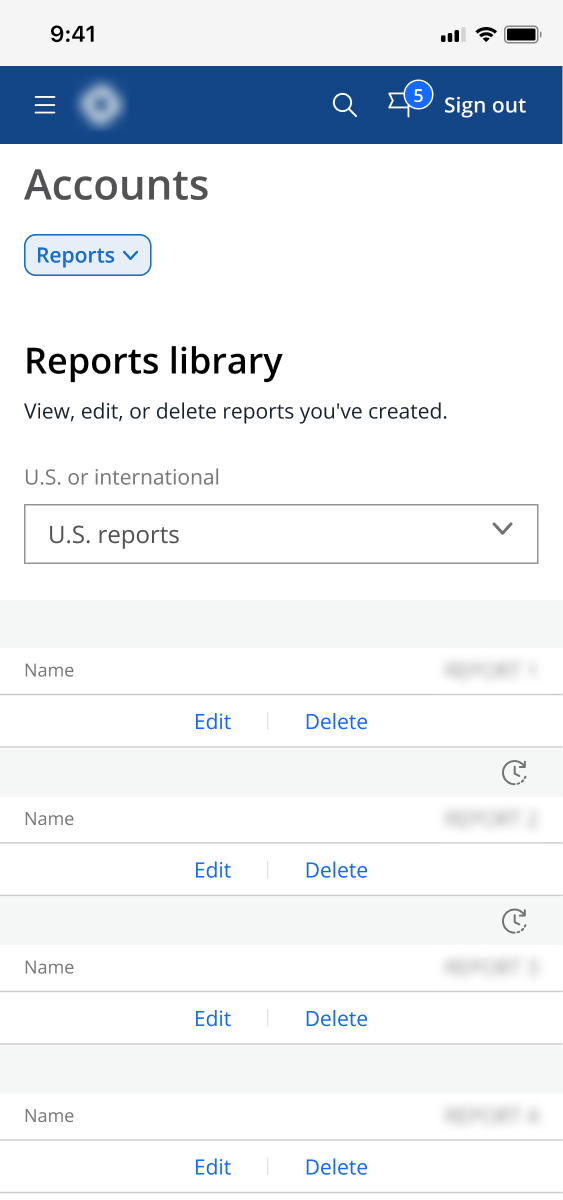 9:41
5
Sign out
Accounts
Reports
Reports library
View, edit, or delete reports you've created.
U.S. or international
U.S. reports
Name
Edit
Delete
Name
Edit
Delete
Name
Edit
Delete
Name
Edit
Delete